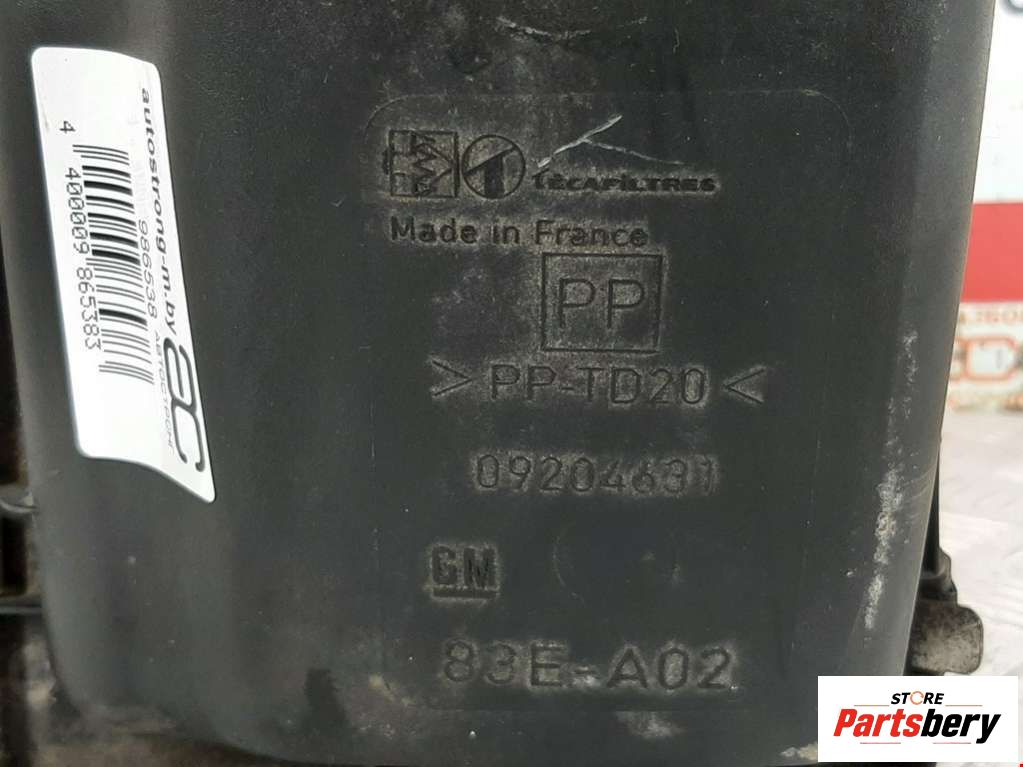 autostrong-m.by
986538
АВТОСТРОНГ
4 400009 865383
TECAFILTRES
Made in France
PP
> PP-TD20 <
09204631
GM
83E-A02
STORE
Partsbery